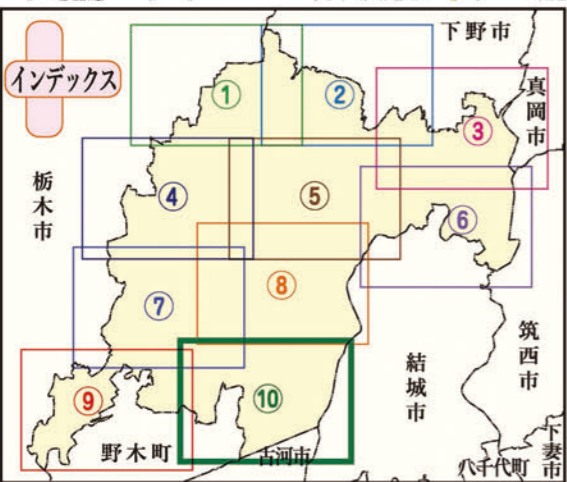 下野市
インデックス
①
②
真岡市
③
栃木市
④
⑤
⑥
⑦
⑧
筑西市
結城市
⑨
⑩
野木町
古河市
八千代町
下妻市